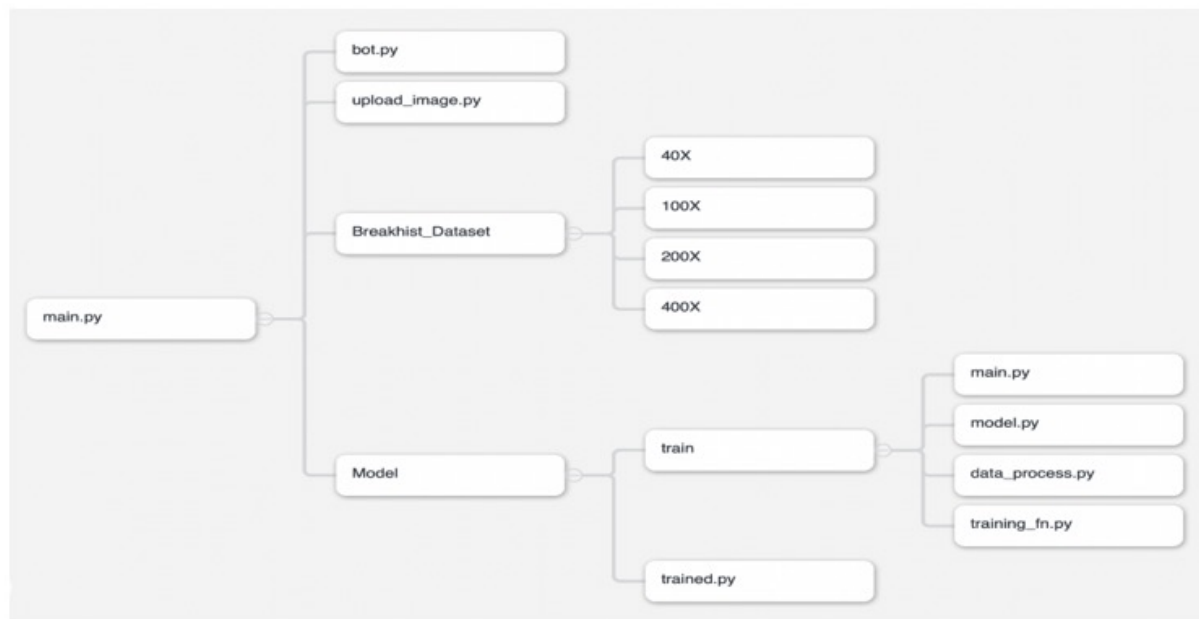 bot.py
upload_image.py
40X
100X
Breakhist_Dataset
200X
400X
main.py
main.py
model.py
train
Model
data_process.py
training_fn.py
trained.py